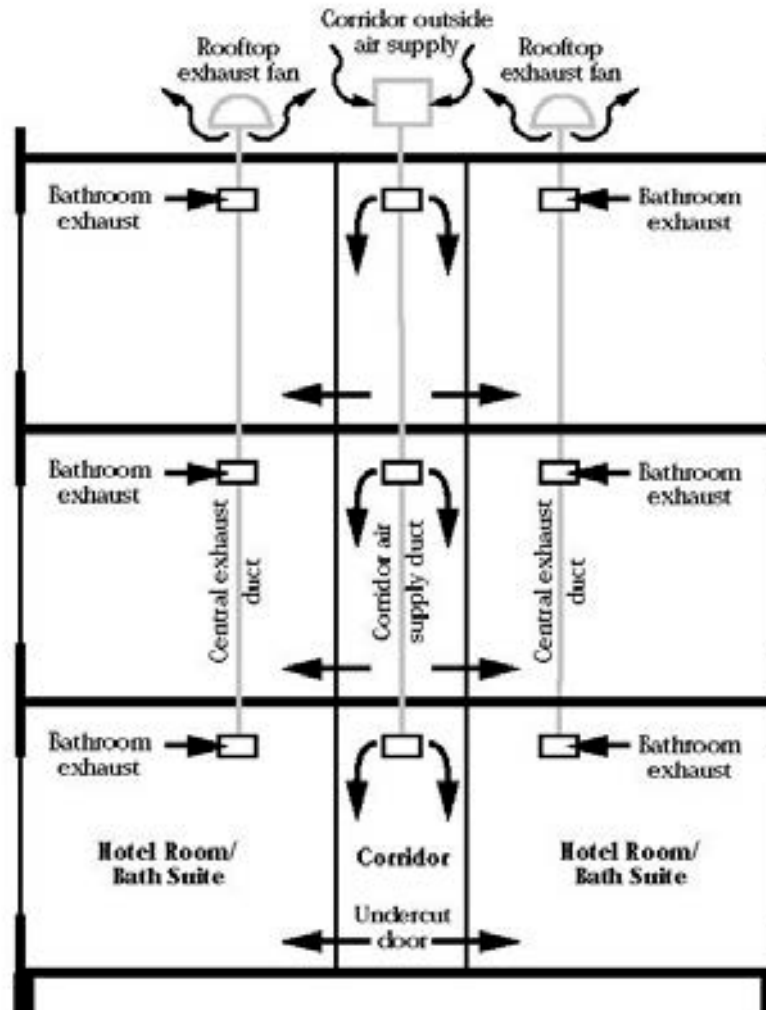 Corridor outside
air supply
Rooftop
exhaust fan
Rooftop
exhaust fan
Bathroom
exhaust
Bathroom
exhaust
Bathroom
exhaust
Bathroom
exhaust
Central exhaust
duct
Corridor air
supply duct
Central exhaust
duct
Bathroom
exhaust
Bathroom
exhaust
Hotel Room/
Bath Suite
Corridor
Hotel Room/
Bath Suite
Undercut
door